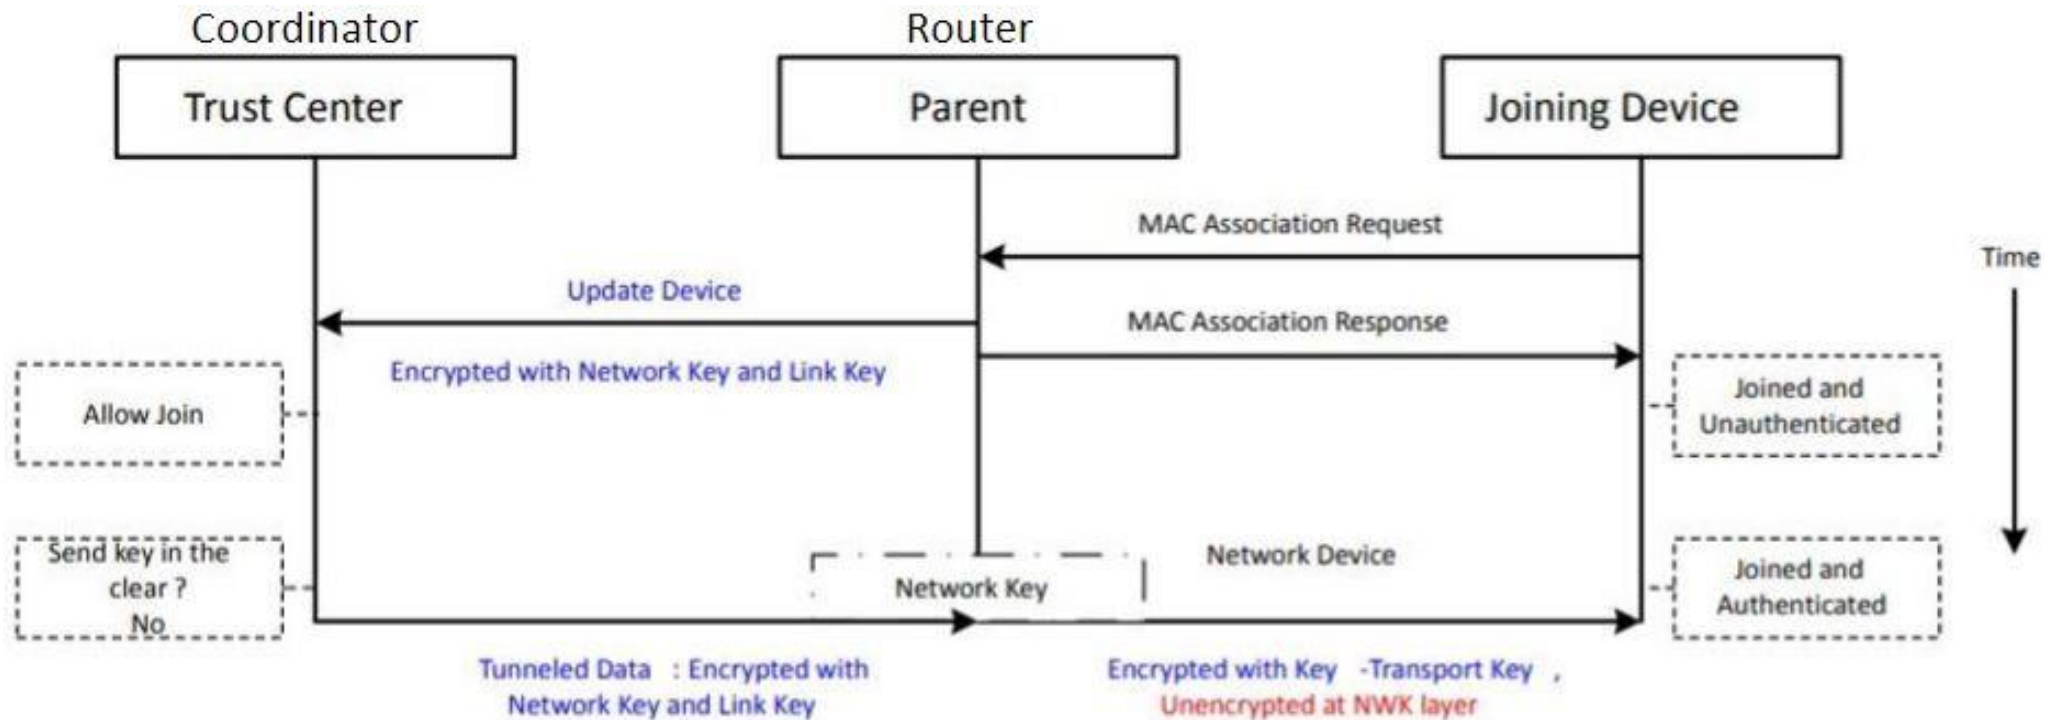 Coordinator
Router
Trust Center
Parent
Joining Device
MAC Association Request
Time
Update Device
MAC Association Response
Encrypted with Network Key and Link Key
Allow Join
Joined and
Unauthenticated
Send key in the
clear ?
No
Network Key
Network Device
Joined and
Authenticated
Tunneled Data : Encrypted with
Network Key and Link Key
Encrypted with Key -Transport Key ,
Unencrypted at NWK layer